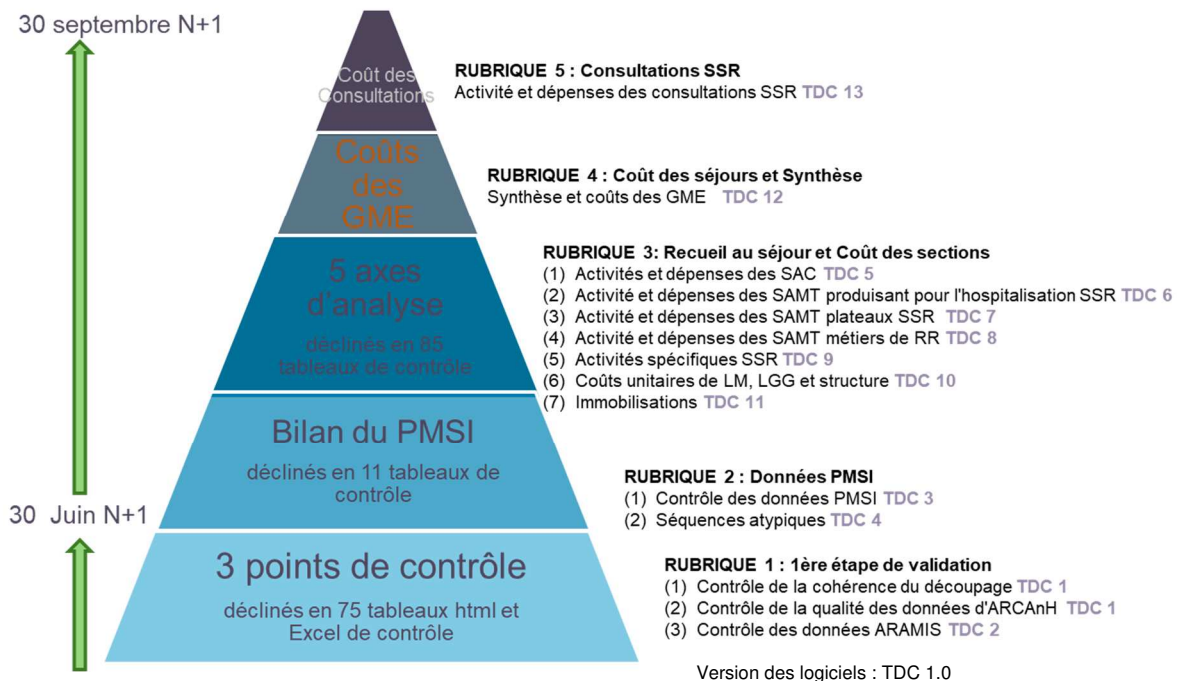 30 septembre N+1
Coût des
Consultations
RUBRIQUE 5 : Consultations SSR
Activité et dépenses des consultations SSR TDC 13
Coûts
des
GME
RUBRIQUE 4 : Coût des séjours et Synthèse
Synthèse et coûts des GME TDC 12
5 axes
d'analyse
déclinés en 85
tableaux de contrôle
RUBRIQUE 3: Recueil au séjour et Coût des sections
(1) Activités et dépenses des SAC TDC 5
(2) Activité et dépenses des SAMT produisant pour l'hospitalisation SSR TDC 6
(3) Activité et dépenses des SAMT plateaux SSR TDC 7
(4) Activité et dépenses des SAMT métiers de RR TDC 8
(5) Activités spécifiques SSR TDC 9
(6) Coûts unitaires de LM, LGG et structure TDC 10
(7) Immobilisations TDC 11
Bilan du PMSI
déclinés en 11 tableaux de
contrôle
RUBRIQUE 2 : Données PMSI
(1) Contrôle des données PMSI TDC 3
(2) Séquences atypiques TDC 4
30 Juin N+1
3 points de contrôle
déclinés en 75 tableaux html et
Excel de contrôle
RUBRIQUE 1 : 1ère étape de validation
(1) Contrôle de la cohérence du découpage TDC 1
(2) Contrôle de la qualité des données d'ARCAnH TDC 1
(3) Contrôle des données ARAMIS TDC 2
Version des logiciels : TDC 1.0